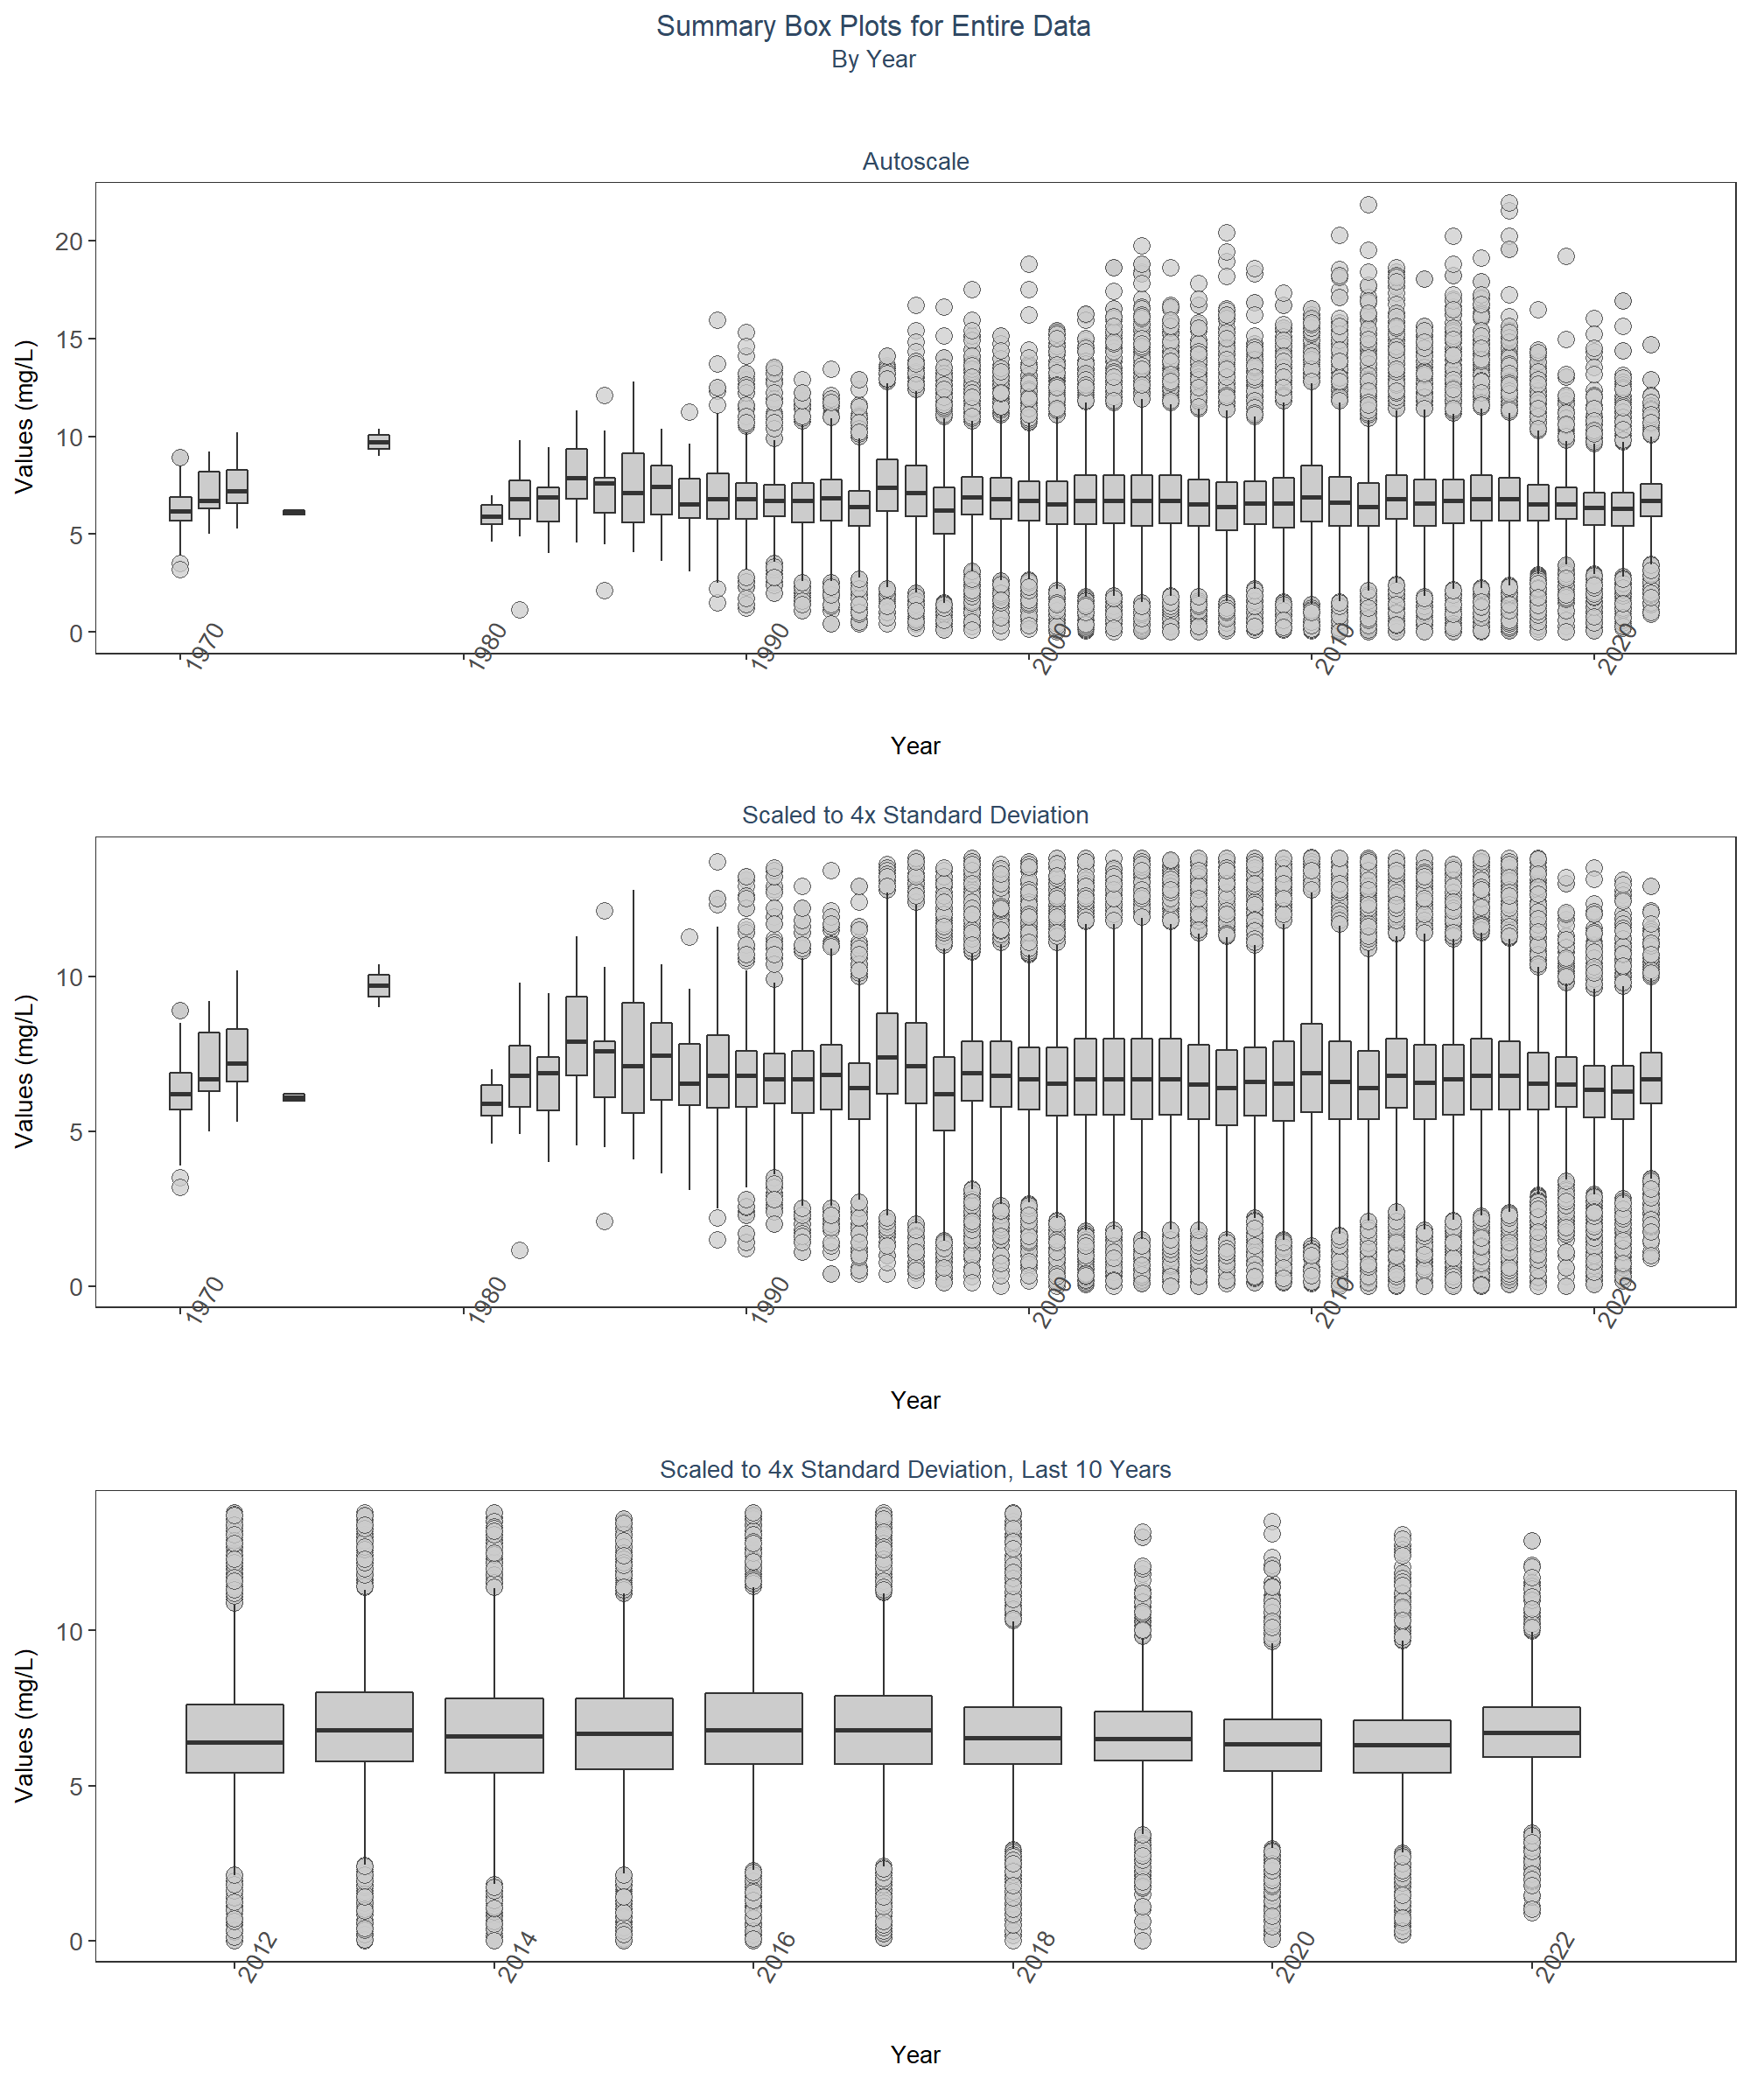 Summary Box Plots for Entire Data
By Year
Autoscale
Values (mg/L)
20
15
10
5
0
1970
1980
1990
2000
2010
2020
Year
Scaled to 4x Standard Deviation
Values (mg/L)
10
5
0
1970
1980
1990
2000
2010
2020
Year
Scaled to 4x Standard Deviation, Last 10 Years
Values (mg/L)
10
5
0
2012
2014
2016
2018
2020
2022
Year